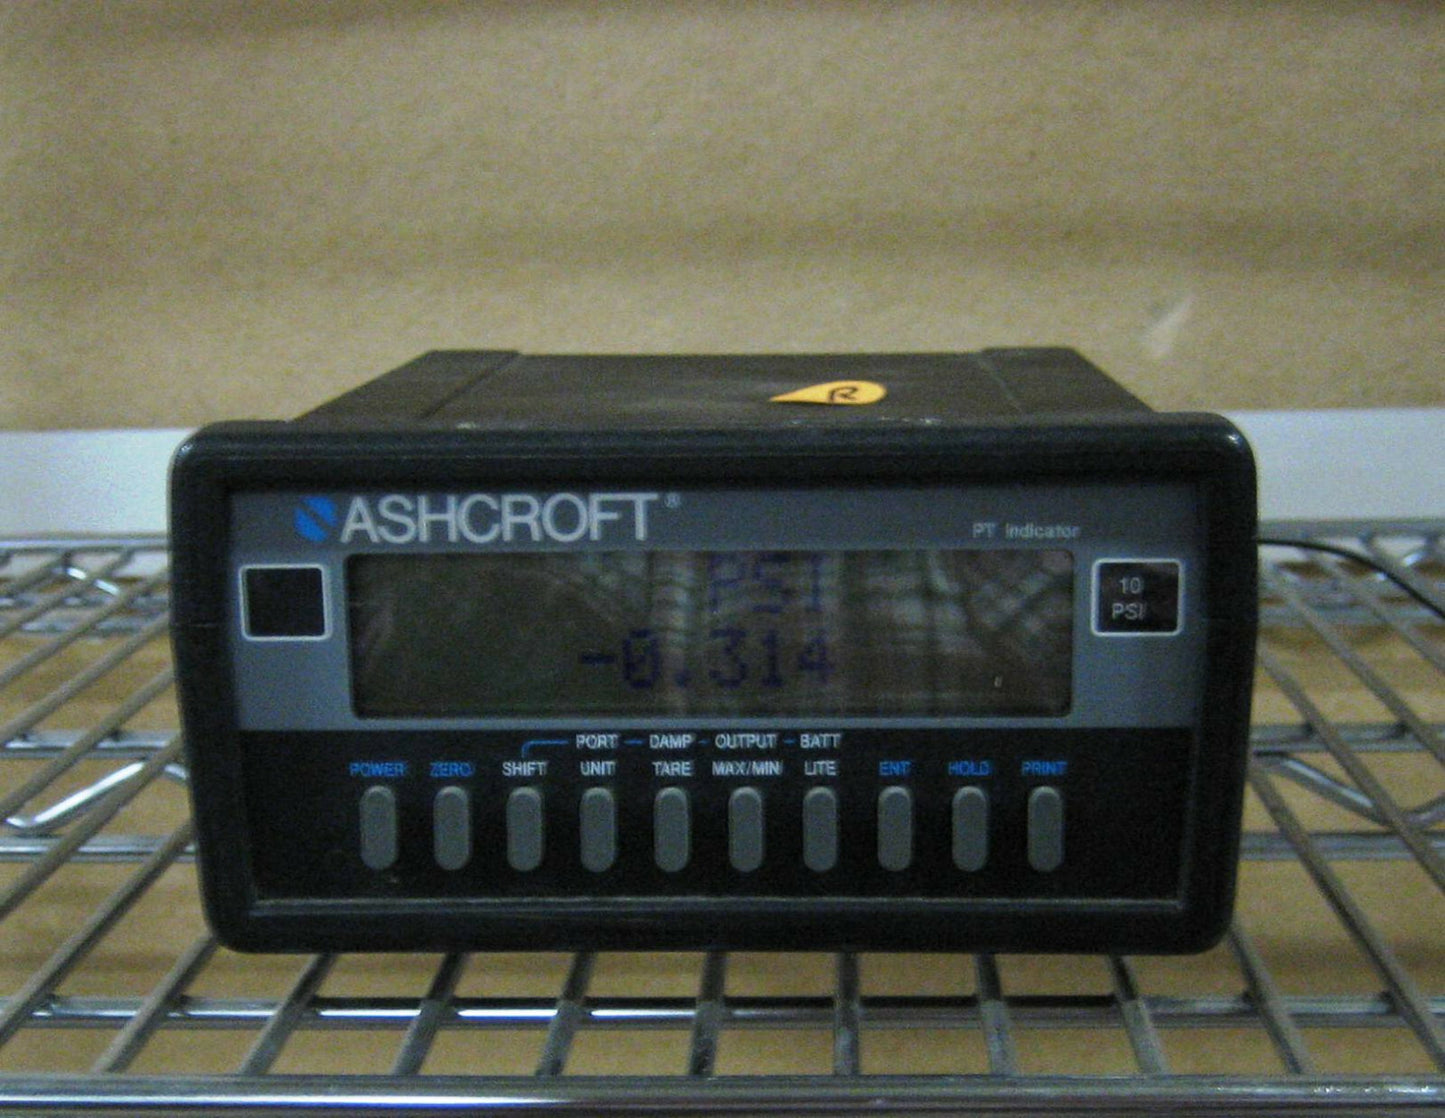 R
ASHCROFT®
PT Indicator
PSI
-0.314
10
PSI
PORT DAMP OUTPUT BATT
POWER ZERO SHIFT UNIT TARE MAX/MIN LITE ENT HOLD PRINT